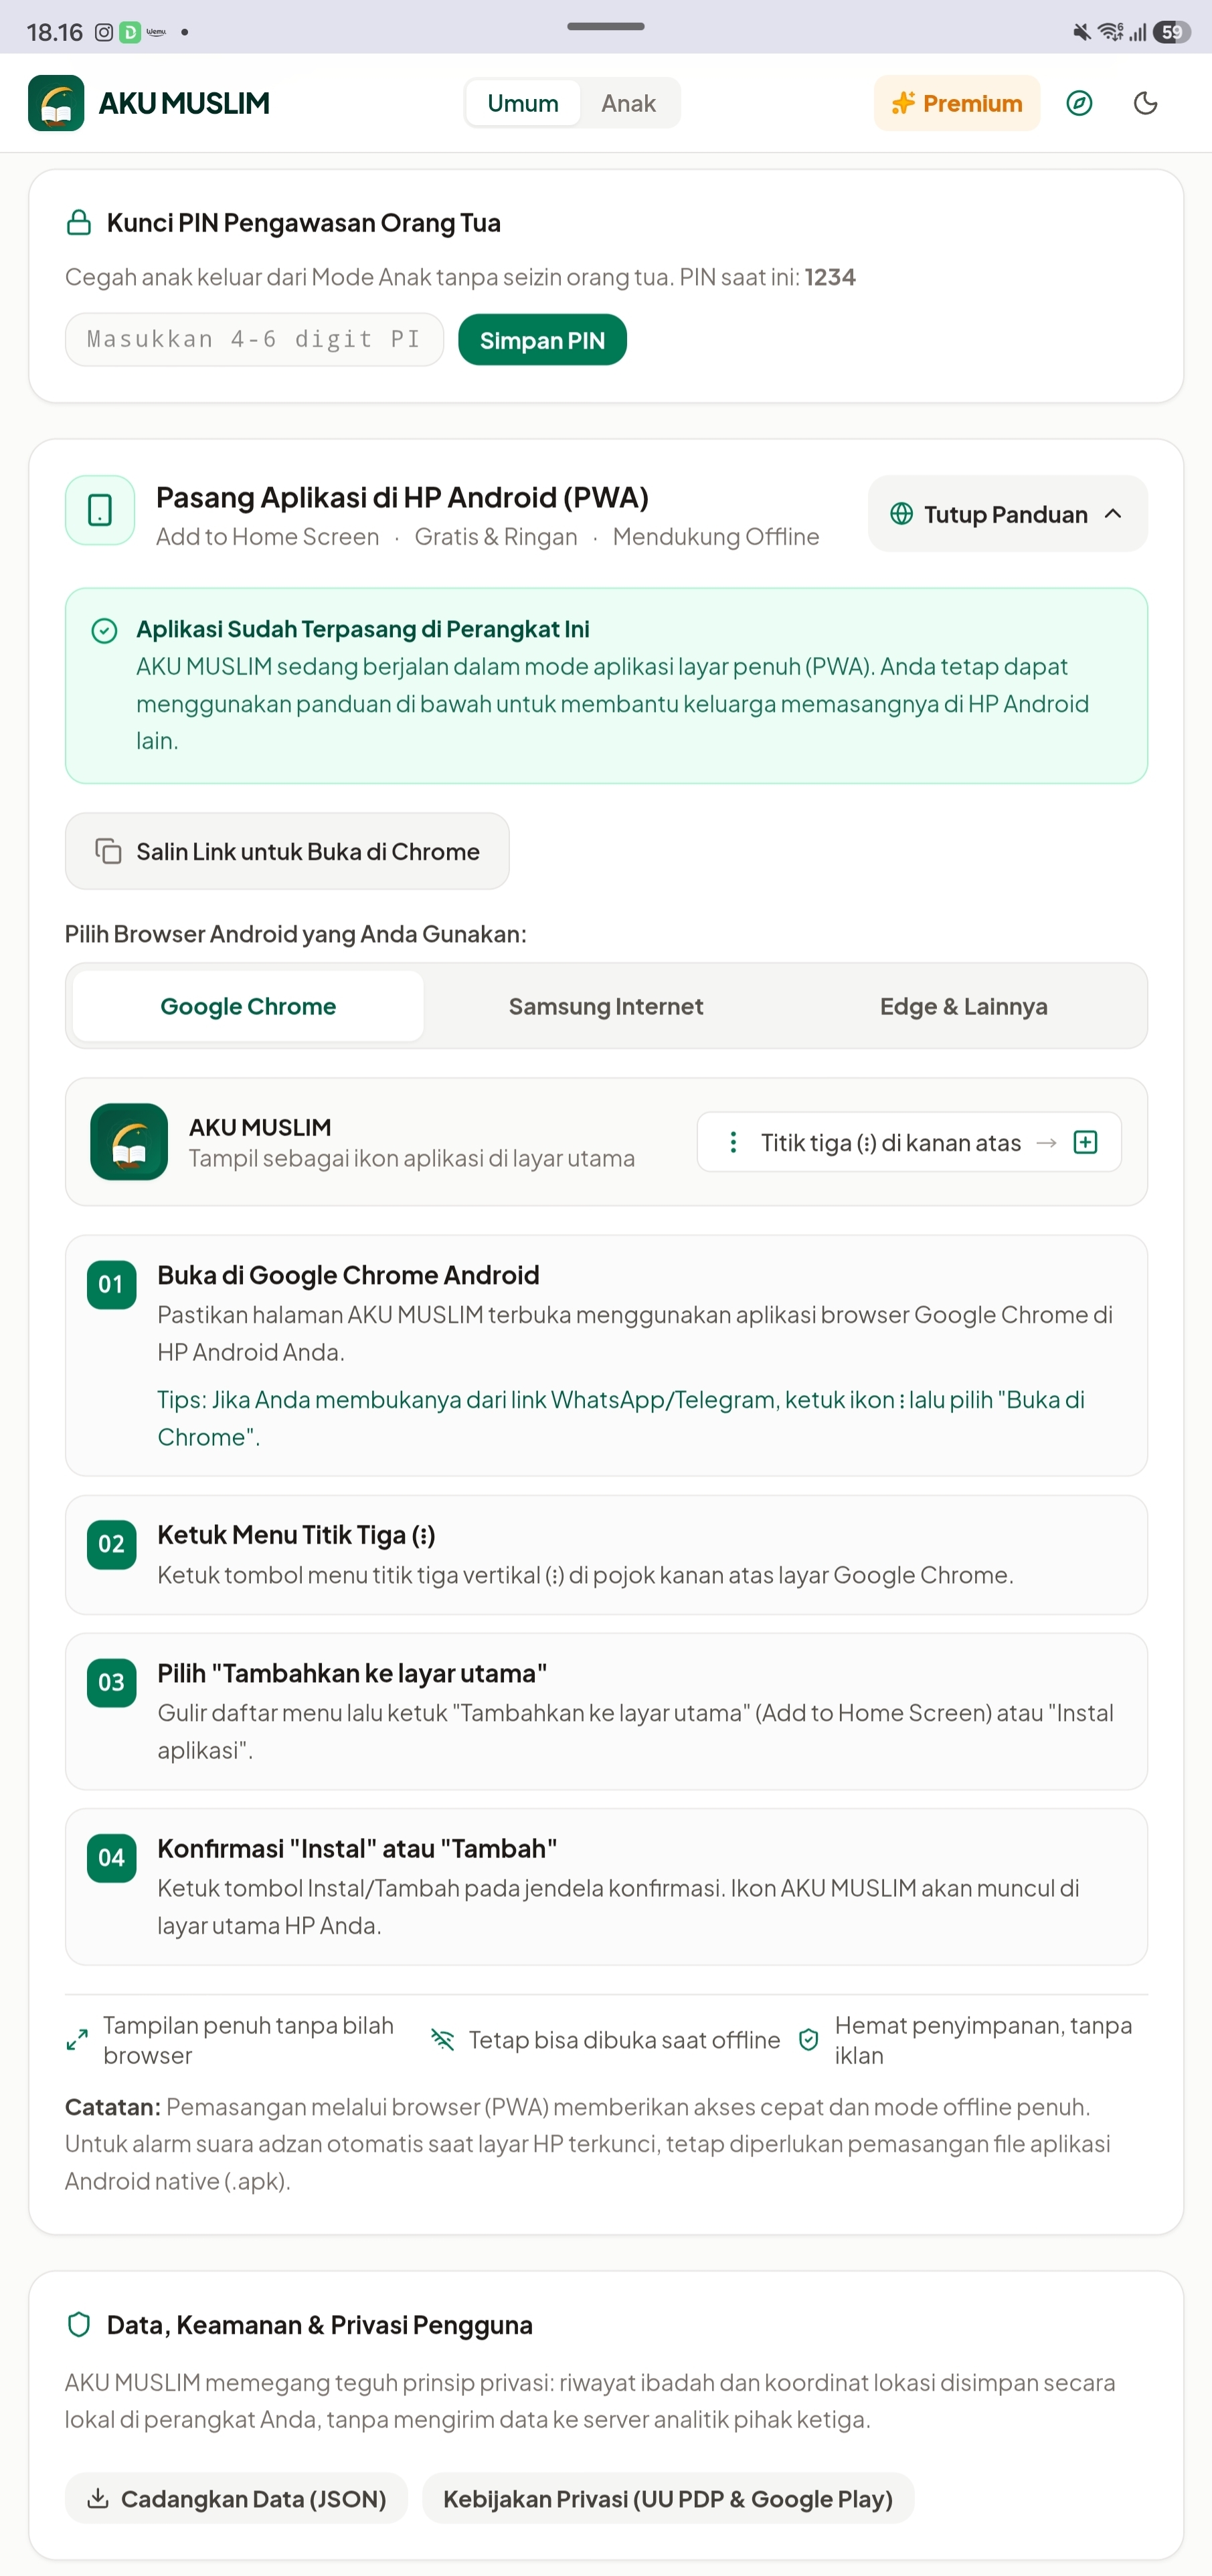 18.16
59
AKU MUSLIM
Umum
Anak
Premium
Kunci PIN Pengawasan Orang Tua
Cegah anak keluar dari Mode Anak tanpa seizin orang tua. PIN saat ini: 1234
Masukkan 4-6 digit PI
Simpan PIN
Pasang Aplikasi di HP Android (PWA)
Add to Home Screen · Gratis & Ringan · Mendukung Offline
Tutup Panduan
Aplikasi Sudah Terpasang di Perangkat Ini
AKU MUSLIM sedang berjalan dalam mode aplikasi layar penuh (PWA). Anda tetap dapat
menggunakan panduan di bawah untuk membantu keluarga memasangnya di HP Android
lain.
Salin Link untuk Buka di Chrome
Pilih Browser Android yang Anda Gunakan:
Google Chrome
Samsung Internet
Edge & Lainnya
AKU MUSLIM
Tampil sebagai ikon aplikasi di layar utama
Titik tiga (⋮) di kanan atas →
01
Buka di Google Chrome Android
Pastikan halaman AKU MUSLIM terbuka menggunakan aplikasi browser Google Chrome di
HP Android Anda.
Tips: Jika Anda membukanya dari link WhatsApp/Telegram, ketuk ikon ⋮ lalu pilih "Buka di
Chrome".
02
Ketuk Menu Titik Tiga (⋮)
Ketuk tombol menu titik tiga vertikal (⋮) di pojok kanan atas layar Google Chrome.
03
Pilih "Tambahkan ke layar utama"
Gulir daftar menu lalu ketuk "Tambahkan ke layar utama" (Add to Home Screen) atau "Instal
aplikasi".
04
Konfirmasi "Instal" atau "Tambah"
Ketuk tombol Instal/Tambah pada jendela konfirmasi. Ikon AKU MUSLIM akan muncul di
layar utama HP Anda.
Tampilan penuh tanpa bilah
browser
Tetap bisa dibuka saat offline
Hemat penyimpanan, tanpa
iklan
Catatan: Pemasangan melalui browser (PWA) memberikan akses cepat dan mode offline penuh.
Untuk alarm suara adzan otomatis saat layar HP terkunci, tetap diperlukan pemasangan file aplikasi
Android native (.apk).
Data, Keamanan & Privasi Pengguna
AKU MUSLIM memegang teguh prinsip privasi: riwayat ibadah dan koordinat lokasi disimpan secara
lokal di perangkat Anda, tanpa mengirim data ke server analitik pihak ketiga.
Cadangkan Data (JSON)
Kebijakan Privasi (UU PDP & Google Play)